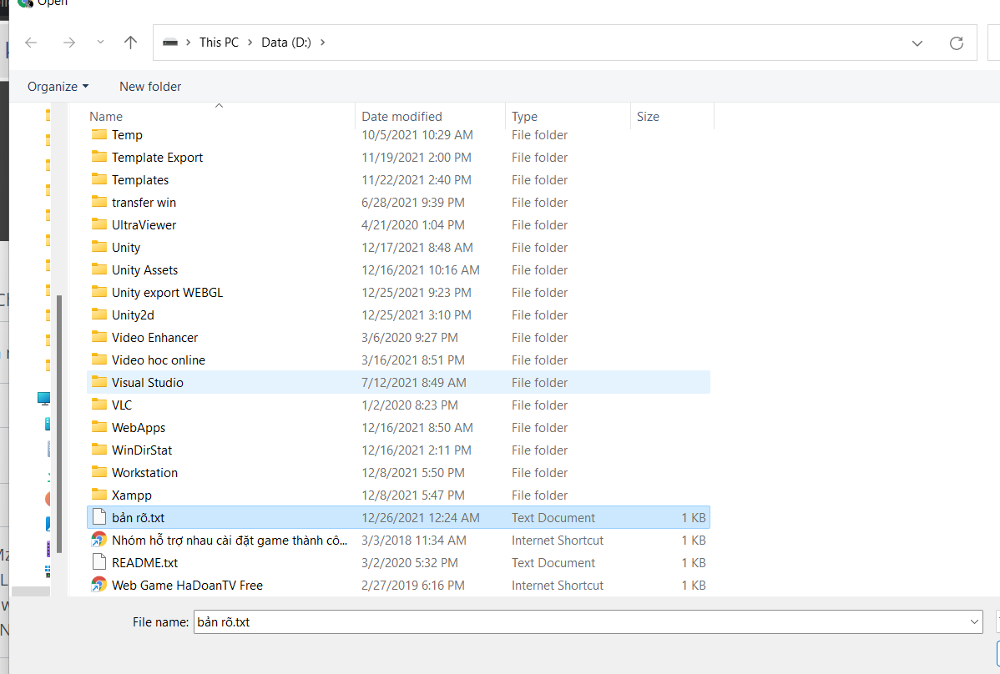 Open
This PC > Data (D:) >
Organize New folder
Name Date modified Type Size
Temp 10/5/2021 10:29 AM File folder
Template Export 11/19/2021 2:00 PM File folder
Templates 11/22/2021 2:40 PM File folder
transfer win 6/28/2021 9:39 PM File folder
UltraViewer 4/21/2020 1:04 PM File folder
Unity 12/17/2021 8:48 AM File folder
Unity Assets 12/16/2021 10:16 AM File folder
Unity export WEBGL 12/25/2021 9:23 PM File folder
Unity2d 12/25/2021 3:10 PM File folder
Video Enhancer 3/6/2020 9:27 PM File folder
Video hoc online 3/16/2021 8:51 PM File folder
Visual Studio 7/12/2021 8:49 AM File folder
VLC 1/2/2020 8:23 PM File folder
WebApps 12/16/2021 8:50 AM File folder
WinDirStat 12/16/2021 2:11 PM File folder
Workstation 12/8/2021 5:50 PM File folder
Xampp 12/8/2021 5:47 PM File folder
bản rõ.txt 12/26/2021 12:24 AM Text Document 1 KB
Nhóm hỗ trợ nhau cài đặt game thành cô... 3/3/2018 11:34 AM Internet Shortcut 1 KB
README.txt 3/2/2020 5:32 PM Text Document 1 KB
Web Game HaDoanTV Free 2/27/2019 6:16 PM Internet Shortcut 1 KB
File name: bản rõ.txt